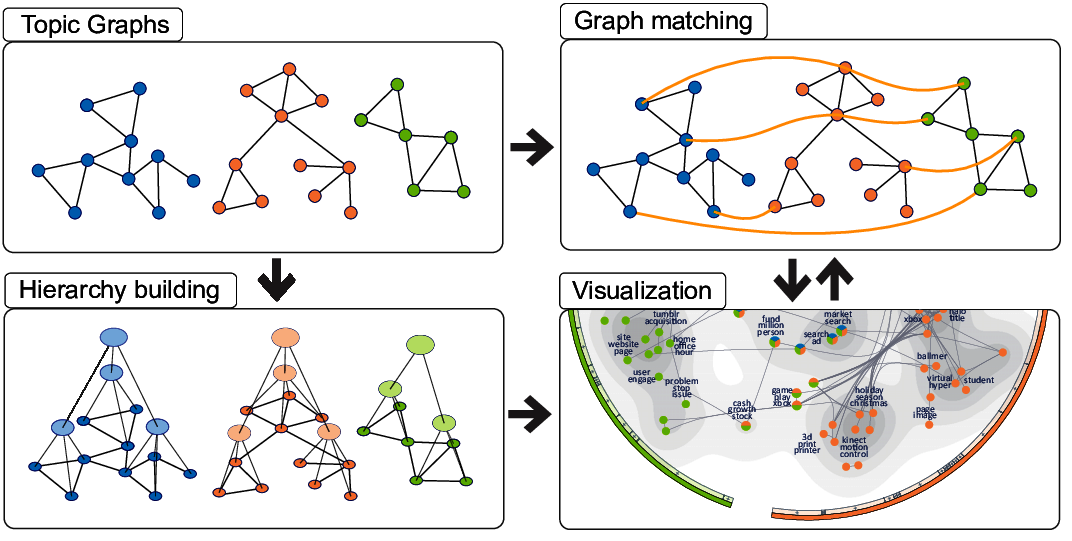 Topic Graphs
Graph matching
Hierarchy building
Visualization
tumblr
acquisition
site
website
page
home
office
hour
user
engage
problem
stop
issue
fund
million
person
market
search
search
ad
xbox
halo
title
ballmer
virtual
hyper
student
game
play
xbox
holiday
season
christmas
cash
growth
stock
page
image
3d
print
printer
kinect
motion
control